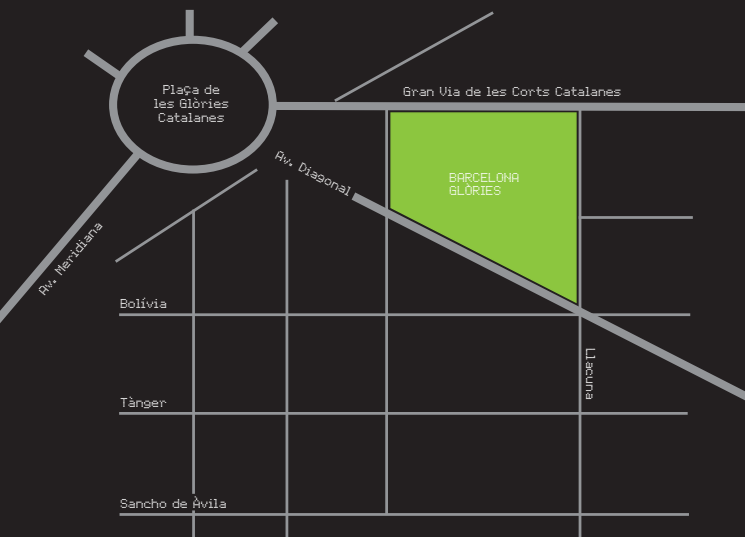 Plaça de
les Glòries
Catalanes
Gran Via de les Corts Catalanes
Av. Diagonal
BARCELONA
GLÒRIES
Av. Meridiana
Bolívia
Llacuna
Tànger
Sancho de Àvila